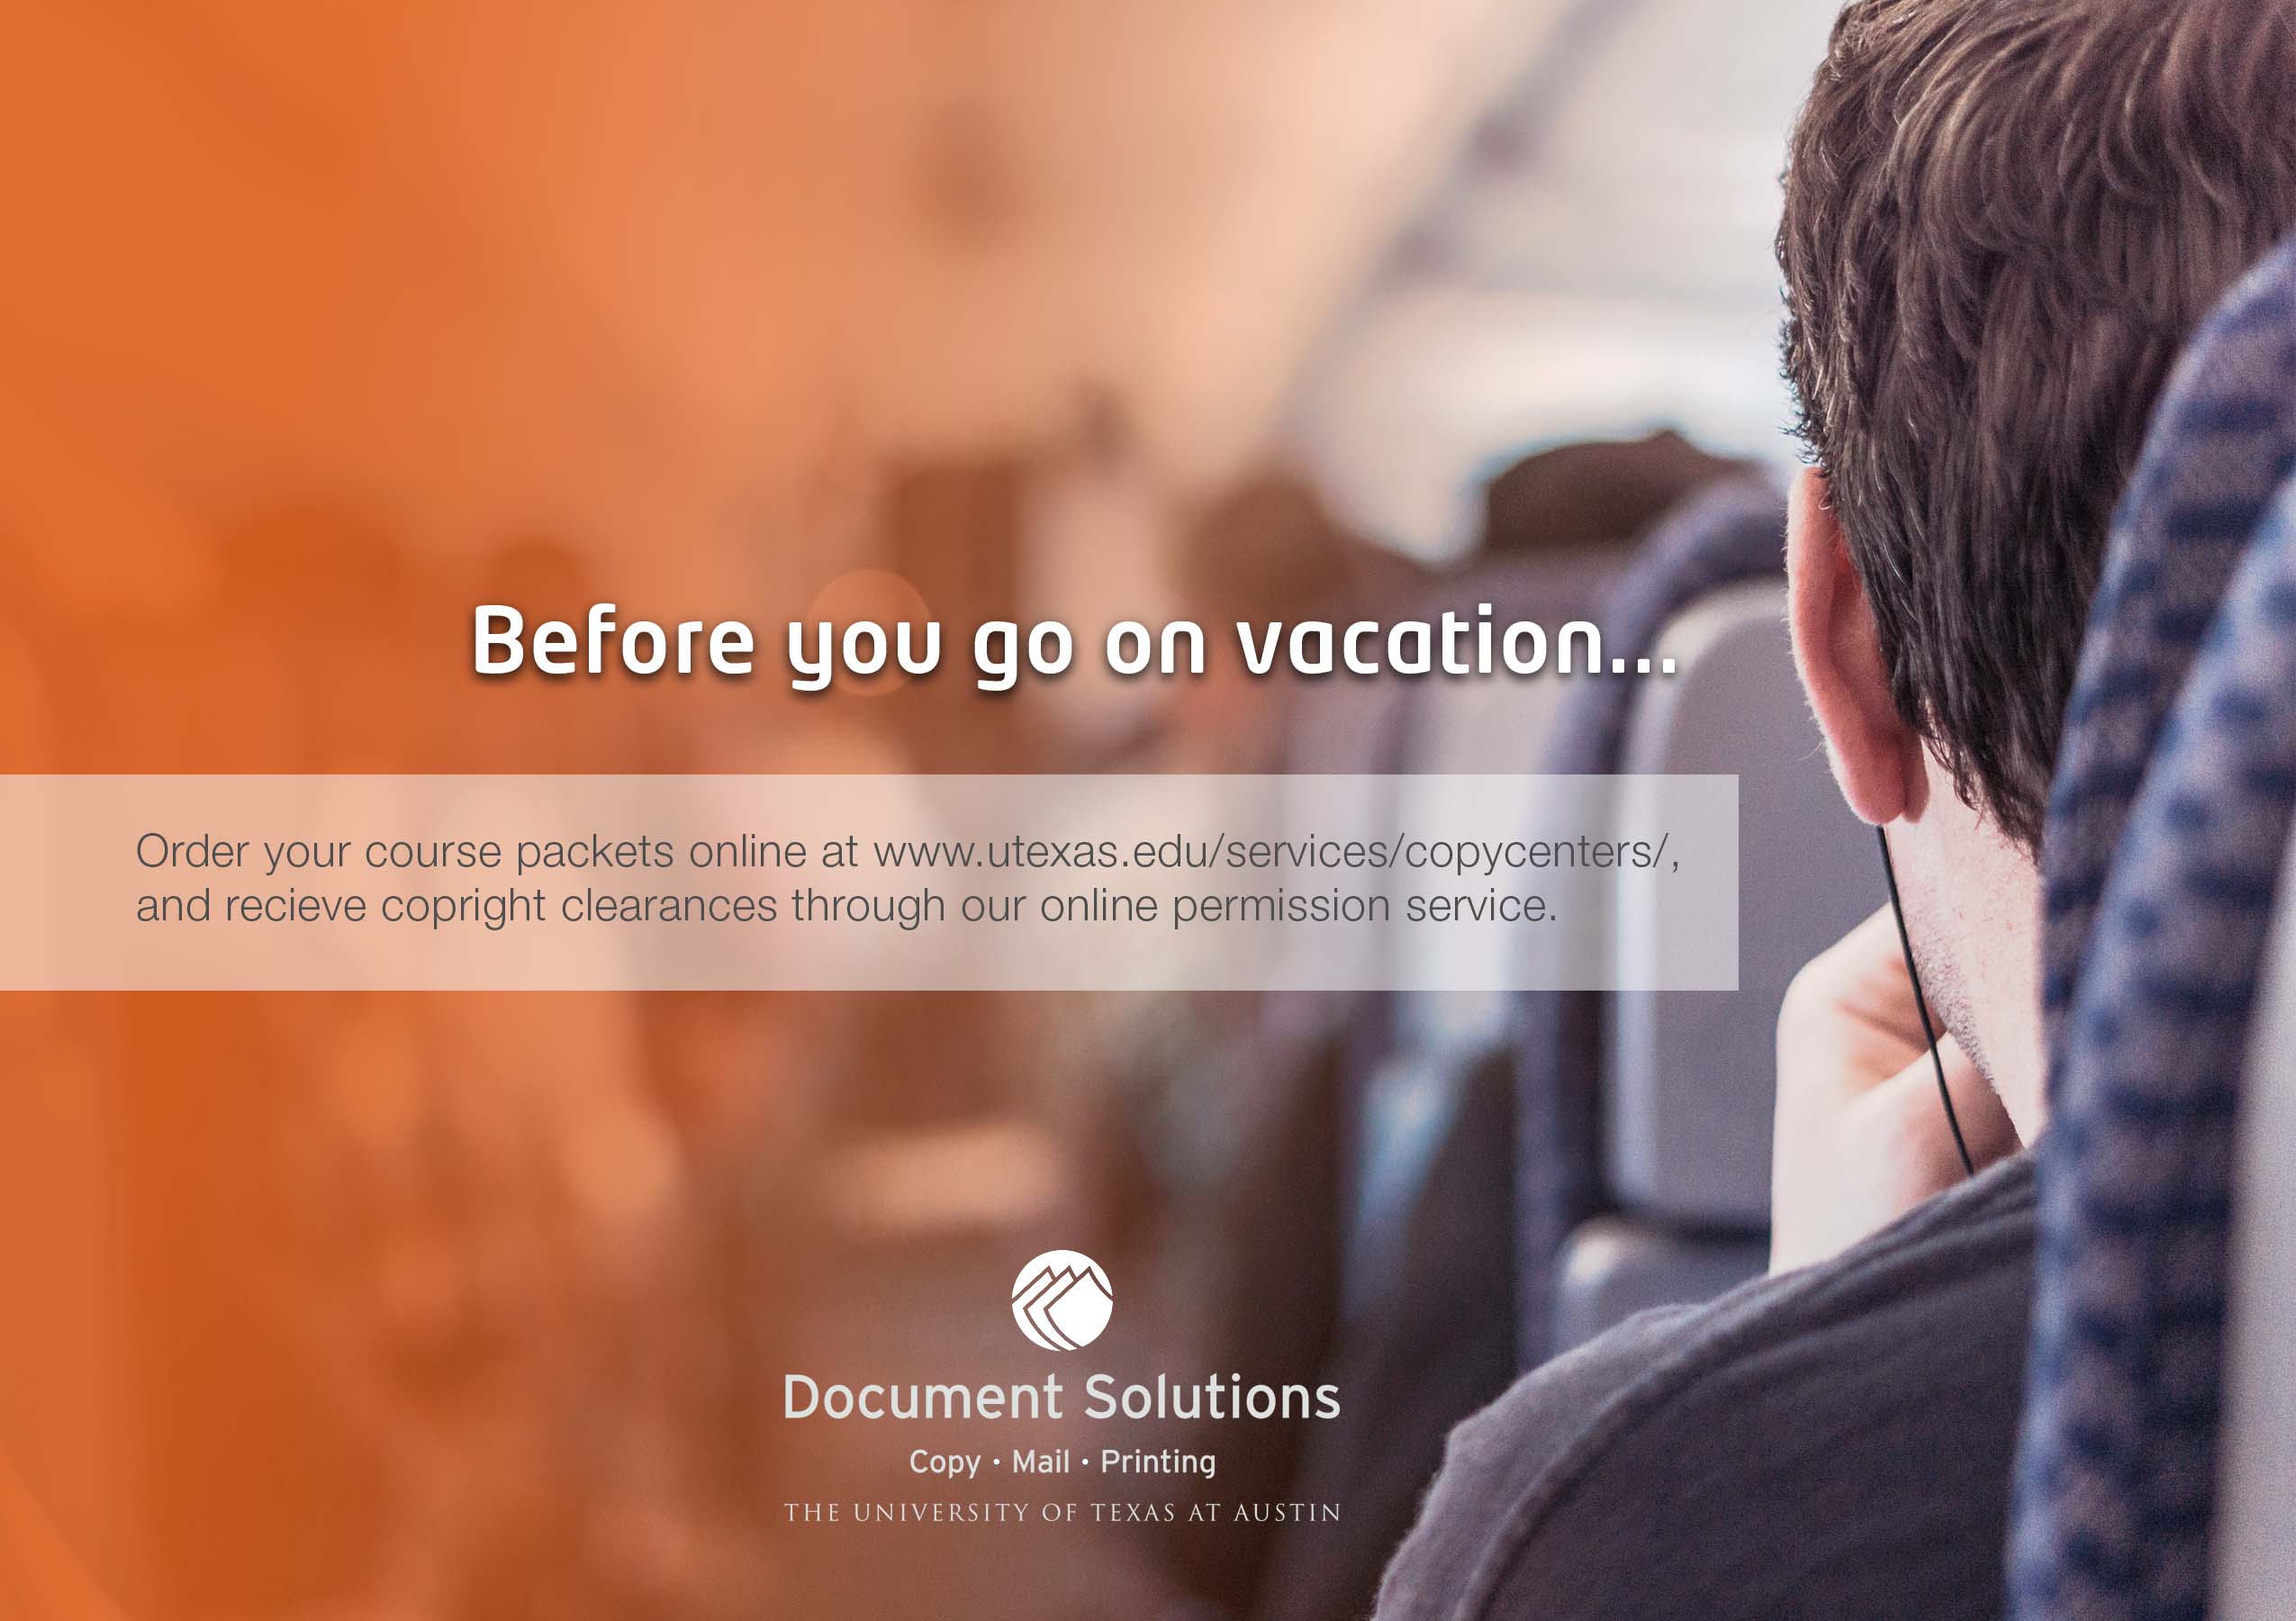 Before you go on vacation...
Order your course packets online at www.utexas.edu/services/copycenters/,
and recieve copright clearances through our online permission service.
Document Solutions
Copy · Mail · Printing
THE UNIVERSITY OF TEXAS AT AUSTIN